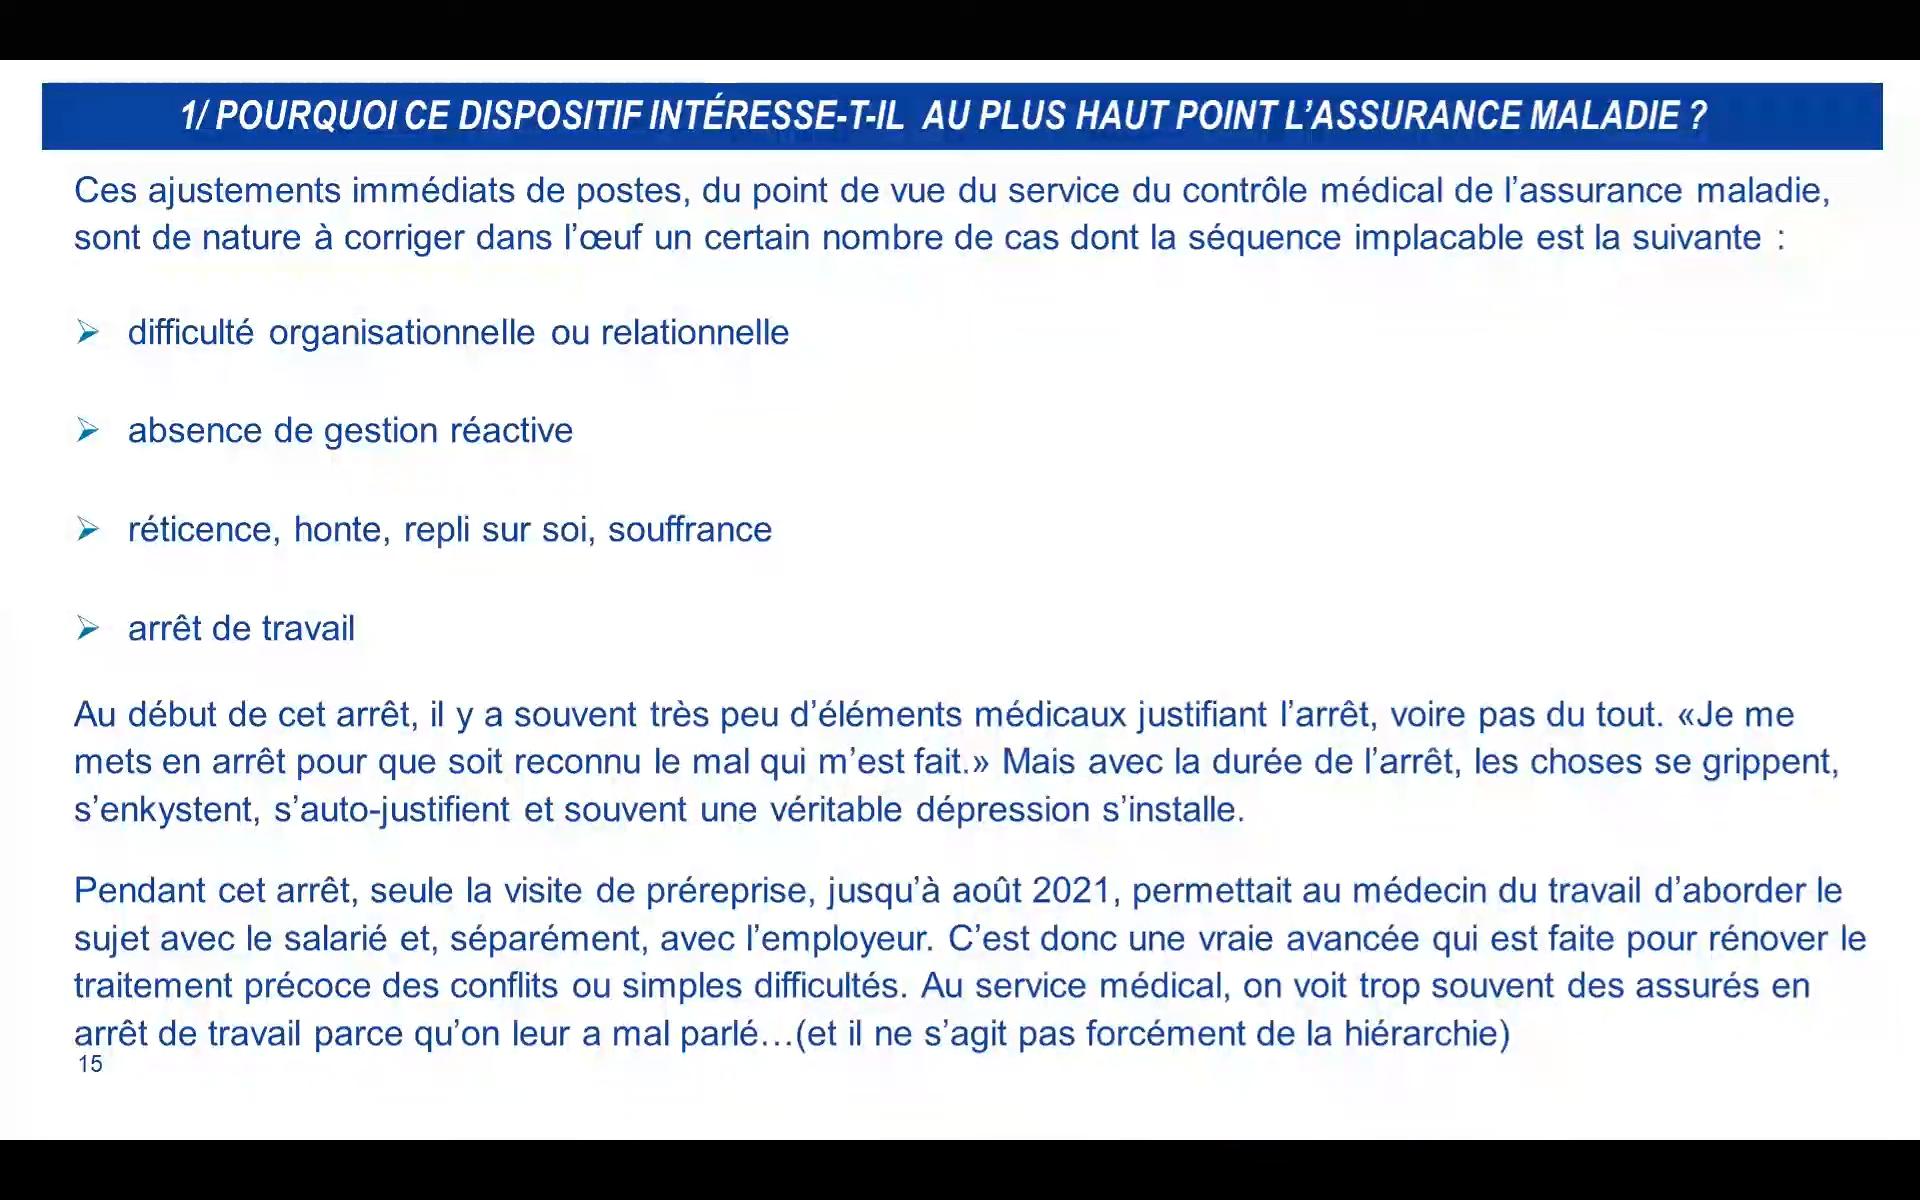 1/ POURQUOI CE DISPOSITIF INTÉRESSE-T-IL AU PLUS HAUT POINT L’ASSURANCE MALADIE ?
Ces ajustements immédiats de postes, du point de vue du service du contrôle médical de l’assurance maladie,
sont de nature à corriger dans l’œuf un certain nombre de cas dont la séquence implacable est la suivante :
➢ difficulté organisationnelle ou relationnelle
➢ absence de gestion réactive
➢ réticence, honte, repli sur soi, souffrance
➢ arrêt de travail
Au début de cet arrêt, il y a souvent très peu d’éléments médicaux justifiant l’arrêt, voire pas du tout. «Je me
mets en arrêt pour que soit reconnu le mal qui m’est fait.» Mais avec la durée de l’arrêt, les choses se grippent,
s’enkystent, s’auto-justifient et souvent une véritable dépression s’installe.
Pendant cet arrêt, seule la visite de préreprise, jusqu’à août 2021, permettait au médecin du travail d’aborder le
sujet avec le salarié et, séparément, avec l’employeur. C’est donc une vraie avancée qui est faite pour rénover le
traitement précoce des conflits ou simples difficultés. Au service médical, on voit trop souvent des assurés en
arrêt de travail parce qu’on leur a mal parlé…(et il ne s’agit pas forcément de la hiérarchie)
15